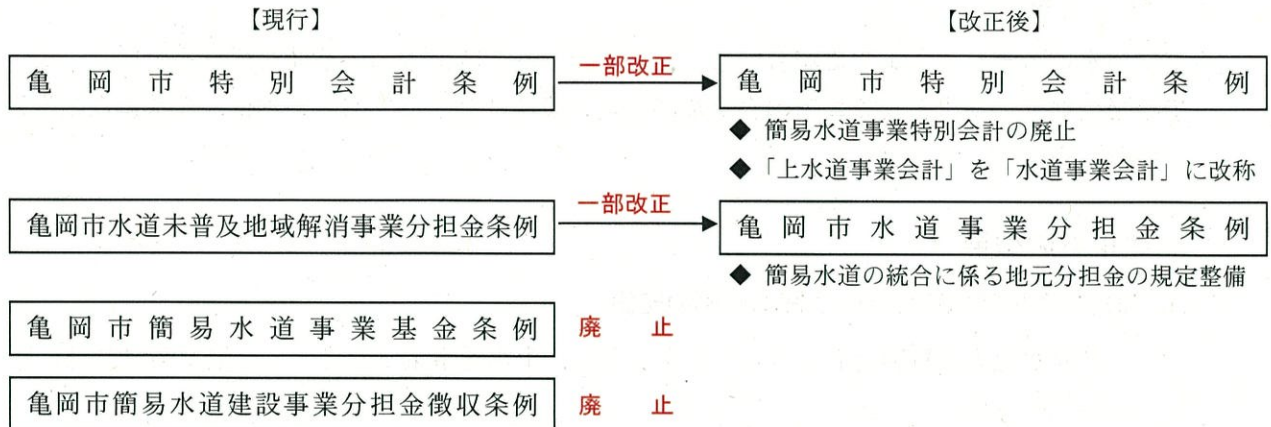 【現行】
【改正後】
亀岡市特別会計条例
一部改正
亀岡市特別会計条例
◆ 簡易水道事業特別会計の廃止
◆「上水道事業会計」を「水道事業会計」に改称
亀岡市水道未普及地域解消事業分担金条例
一部改正
亀岡市水道事業分担金条例
◆ 簡易水道の統合に係る地元分担金の規定整備
亀岡市簡易水道事業基金条例
廃止
亀岡市簡易水道建設事業分担金徴収条例
廃止